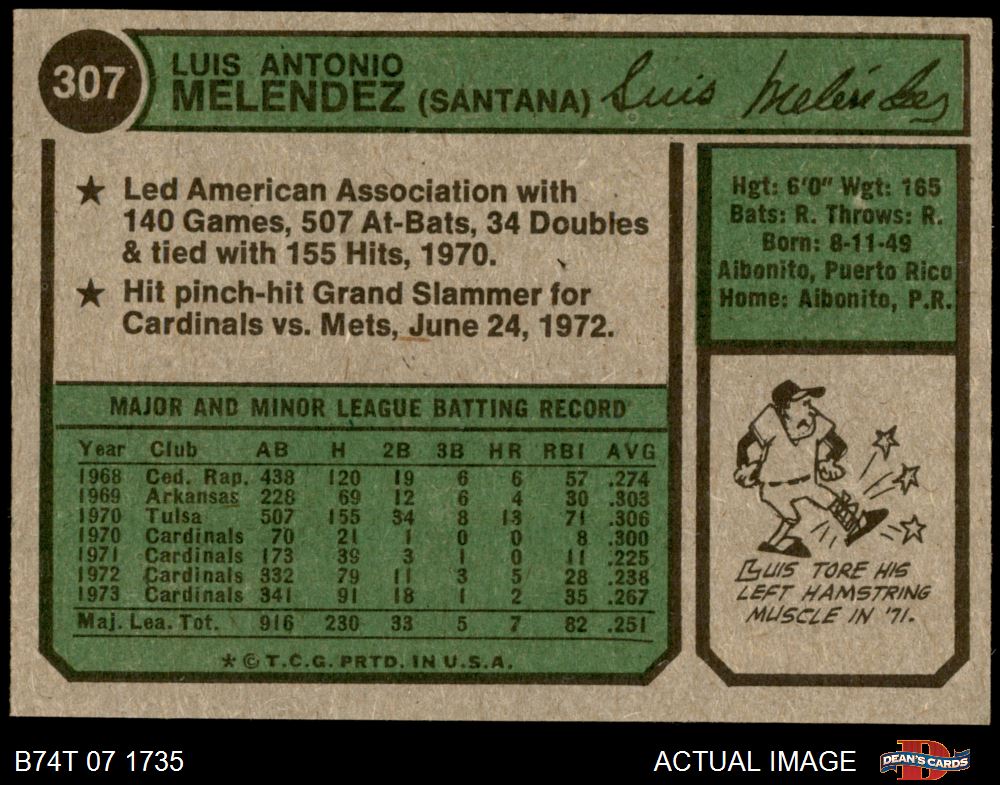 307
LUIS ANTONIO
MELENDEZ (SANTANA) Luis Melendez
★ Led American Association with
140 Games, 507 At-Bats, 34 Doubles
& tied with 155 Hits, 1970.
★ Hit pinch-hit Grand Slammer for
Cardinals vs. Mets, June 24, 1972.
Hgt: 6'0" Wgt: 165
Bats: R. Throws: R.
Born: 8-11-49
Aibonito, Puerto Rico
Home: Aibonito, P.R.
MAJOR AND MINOR LEAGUE BATTING RECORD
Year Club AB H 2B 3B HR RBI AVG
1968 Ced. Rap. 438 120 19 6 6 57 .274
1969 Arkansas 228 69 12 6 4 30 .303
1970 Tulsa 507 155 34 8 13 71 .306
1970 Cardinals 70 21 1 0 0 8 .300
1971 Cardinals 173 39 3 1 0 11 .225
1972 Cardinals 332 79 11 3 5 28 .238
1973 Cardinals 341 91 18 1 2 35 .267
Maj. Lea. Tot. 916 230 33 5 7 82 .251
★ © T.C.G. PRTD. IN U.S.A.
LUIS TORE HIS
LEFT HAMSTRING
MUSCLE IN '71.
B74T 07 1735
ACTUAL IMAGE
D
DEAN'S CARDS